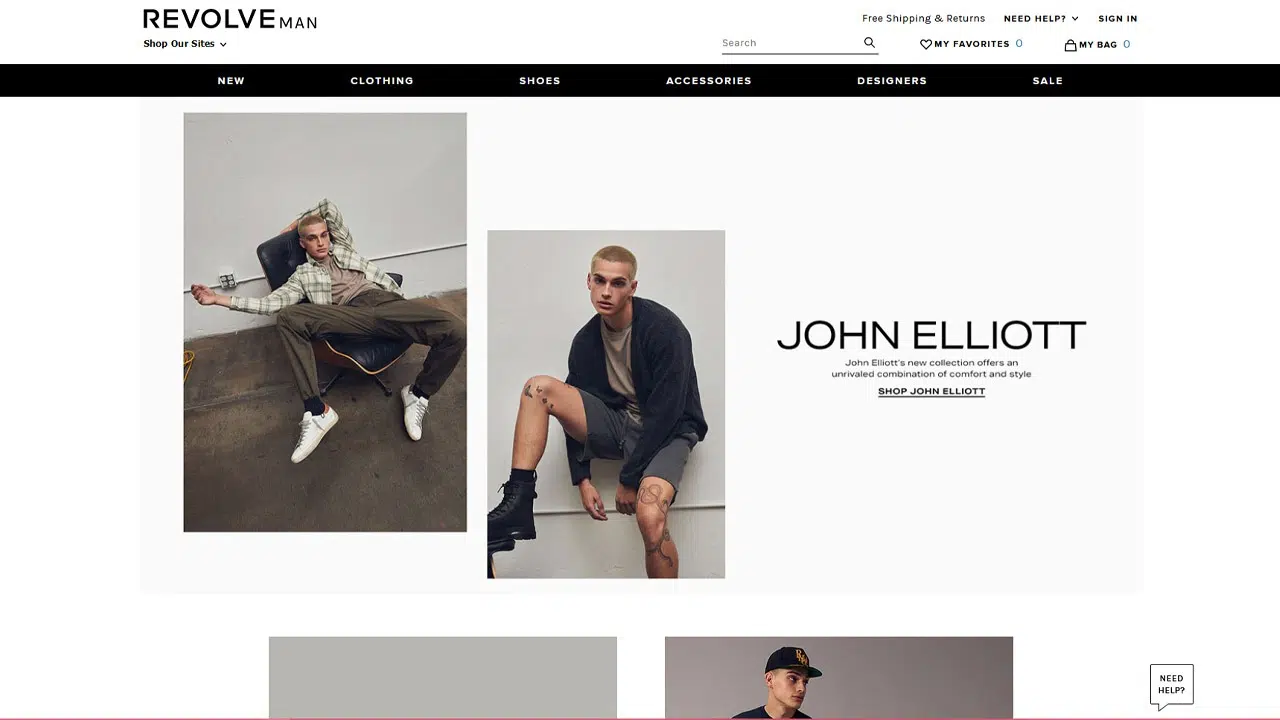 REVOLVE MAN
Free Shipping & Returns
NEED HELP?
SIGN IN
Shop Our Sites
Search
MY FAVORITES 0
MY BAG 0
NEW
CLOTHING
SHOES
ACCESSORIES
DESIGNERS
SALE
JOHN ELLIOTT
John Elliott's new collection offers an
unrivaled combination of comfort and style
SHOP JOHN ELLIOTT
NEED
HELP?